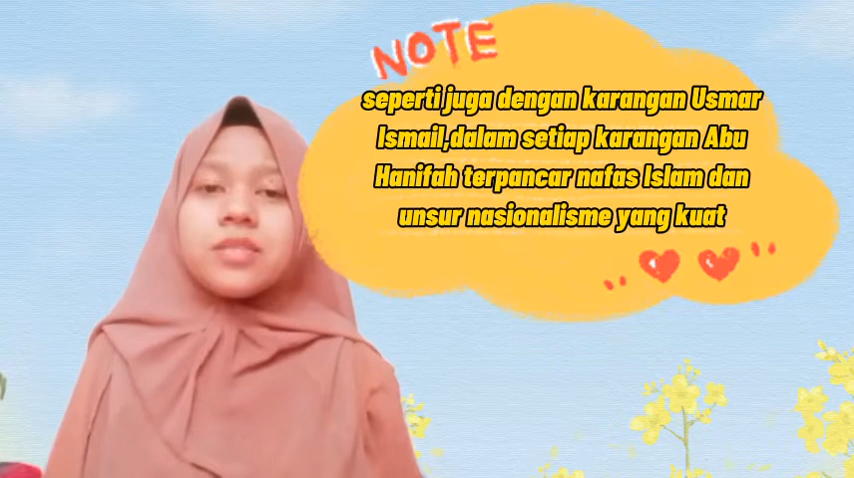 NOTE
seperti juga dengan karangan Usmar
Ismail,dalam setiap karangan Abu
Hanifah terpancar nafas Islam dan
unsur nasionalisme yang kuat